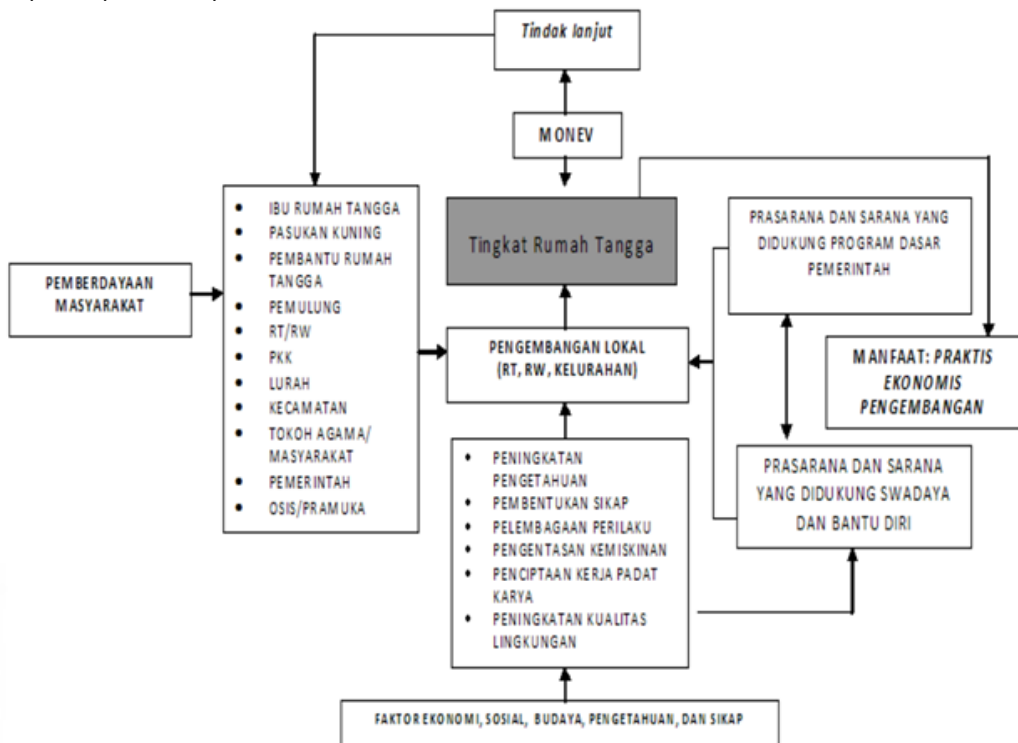 Tindak lanjut
MONEV
• IBU RUMAH TANGGA
• PASUKAN KUNING
• PEMBANTU RUMAH
TANGGA
• PEMULUNG
• RT/RW
• PKK
• LURAH
• KECAMATAN
• TOKOH AGAMA/
MASYARAKAT
• PEMERINTAH
• OSIS/PRAMUKA
Tingkat Rumah Tangga
PRASARANA DAN SARANA YANG
DIDUKUNG PROGRAM DASAR
PEMERINTAH
PEMBERDAYAAN
MASYARAKAT
PENGEMBANGAN LOKAL
(RT, RW, KELURAHAN)
MANFAAT: PRAKTIS
EKONOMIS
PENGEMBANGAN
• PENINGKATAN
PENGETAHUAN
• PEMBENTUKAN SIKAP
• PELEMBAGAAN PERILAKU
• PENGENTASAN KEMISKINAN
• PENCIPTAAN KERJA PADAT
KARYA
• PENINGKATAN KUALITAS
LINGKUNGAN
PRASARANA DAN SARANA
YANG DIDUKUNG SWADAYA
DAN BANTU DIRI
FAKTOR EKONOMI, SOSIAL, BUDAYA, PENGETAHUAN, DAN SIKAP